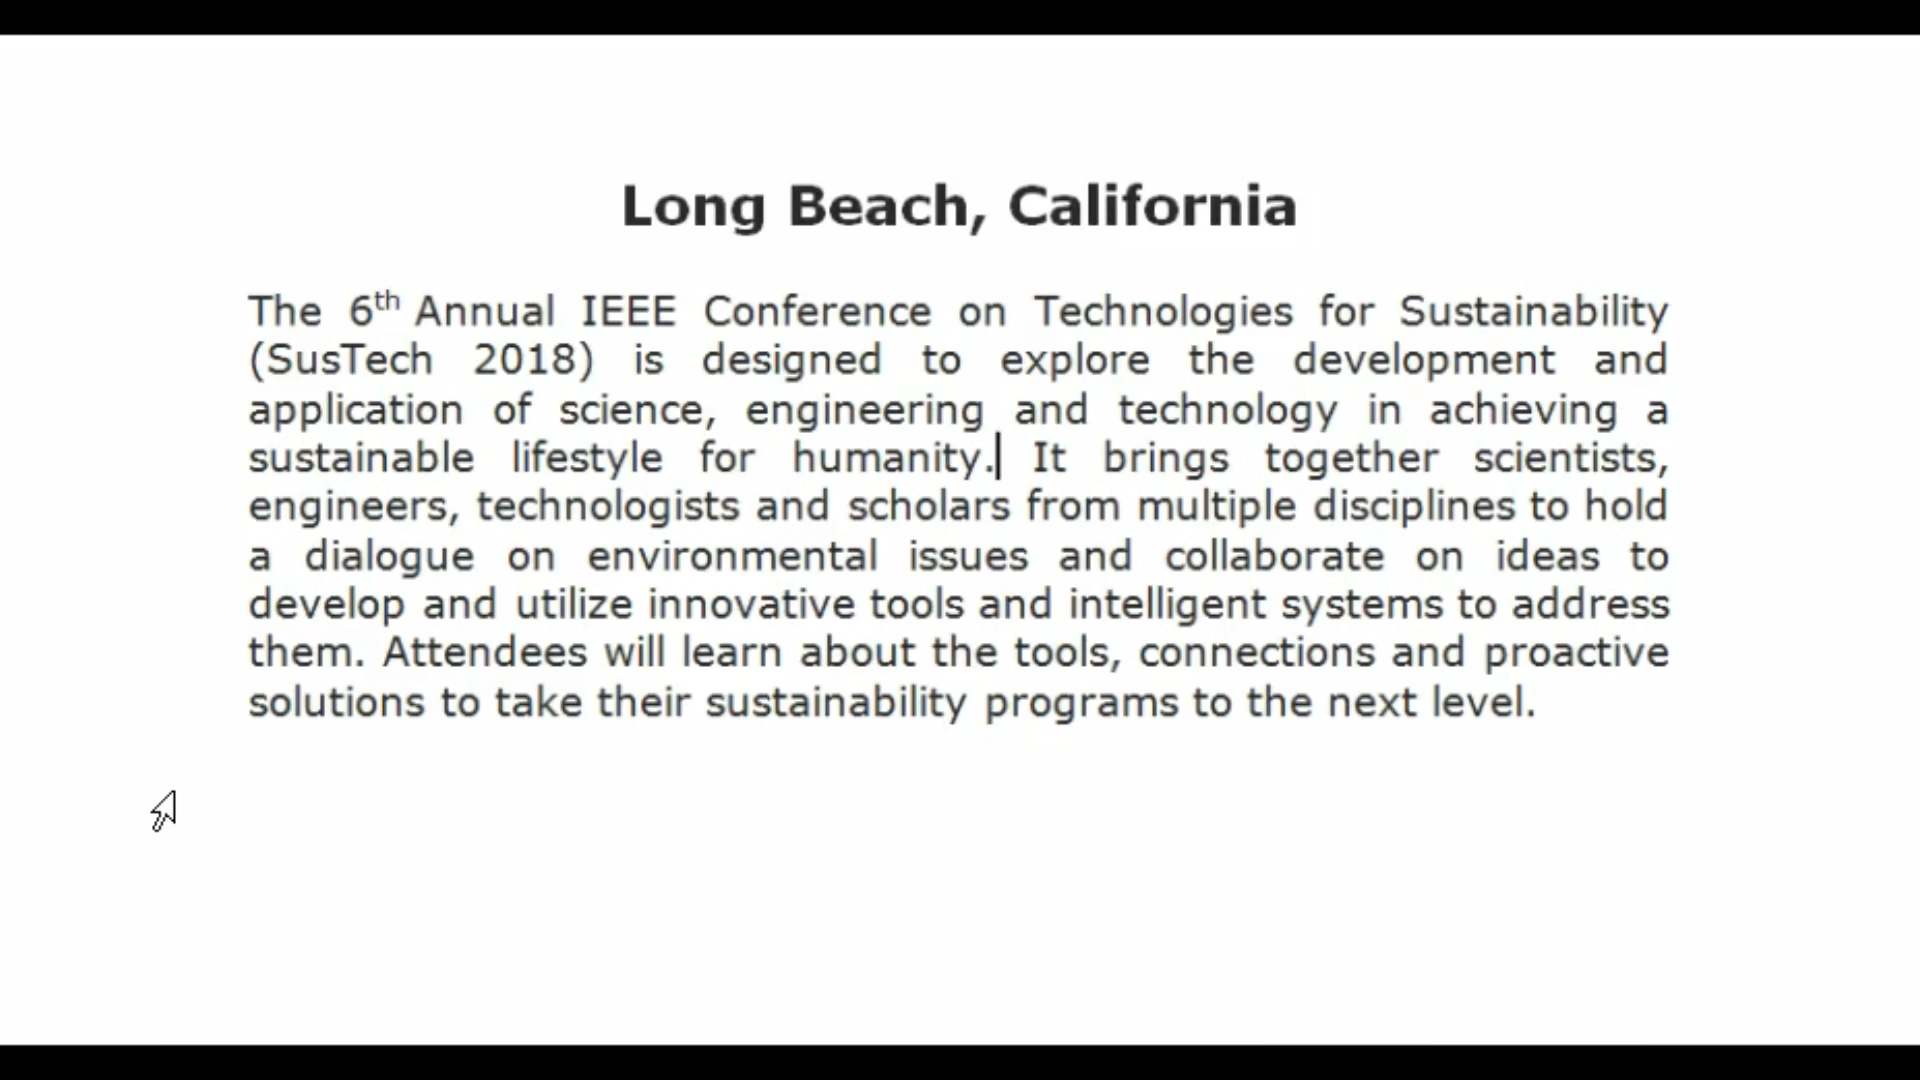 Long Beach, California
The 6th Annual IEEE Conference on Technologies for Sustainability
(SusTech 2018) is designed to explore the development and
application of science, engineering and technology in achieving a
sustainable lifestyle for humanity. It brings together scientists,
engineers, technologists and scholars from multiple disciplines to hold
a dialogue on environmental issues and collaborate on ideas to
develop and utilize innovative tools and intelligent systems to address
them. Attendees will learn about the tools, connections and proactive
solutions to take their sustainability programs to the next level.